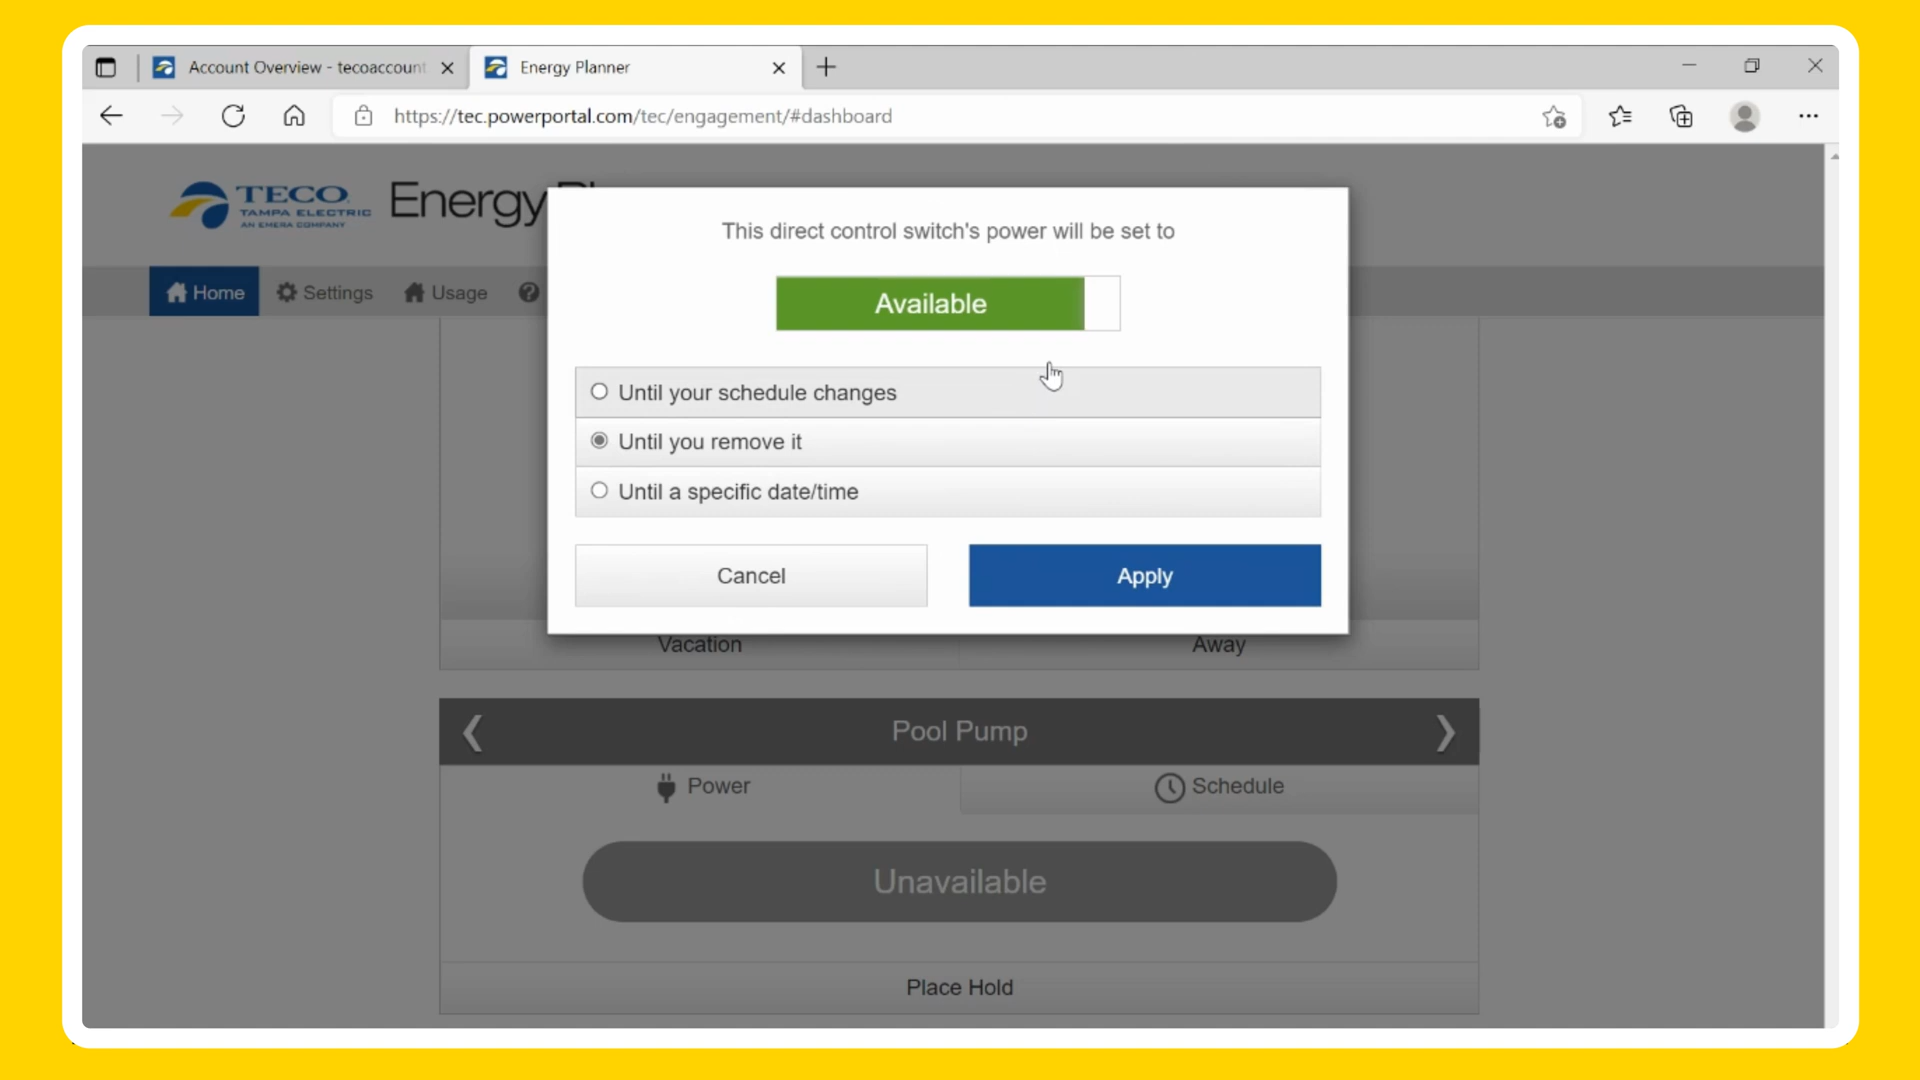 Account Overview - tecoaccount
Energy Planner
https://tec.powerportal.com/tec/engagement/#dashboard
TECO
TAMPA ELECTRIC
AN EMERA COMPANY
Energy
Home
Settings
Usage
This direct control switch's power will be set to
Available
Until your schedule changes
Until you remove it
Until a specific date/time
Cancel
Apply
Vacation
Away
Pool Pump
Power
Schedule
Unavailable
Place Hold